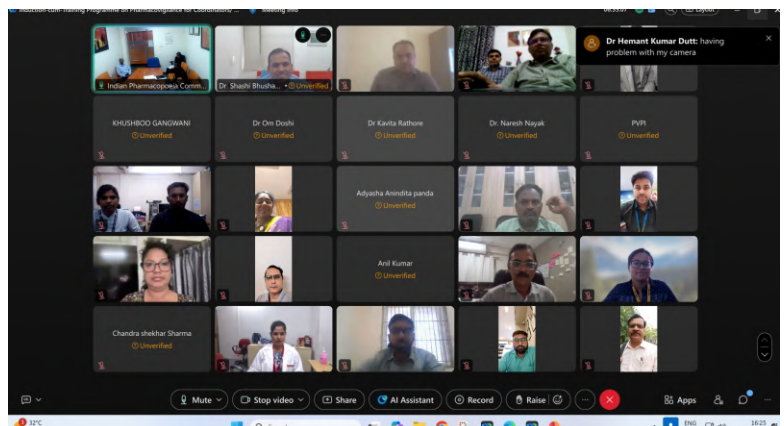 Induction-cum-Training Programme on Pharmacovigilance for Coordinators/ ...
Meeting info
Layout
Dr Hemant Kumar Dutt: having
problem with my camera
Indian Pharmacopoeia Comm...
Dr. Shashi Bhusha...
Unverified
KHUSHBOO GANGWANI
Unverified
Dr Om Doshi
Unverified
Dr Kavita Rathore
Unverified
Dr. Naresh Nayak
Unverified
PVPI
Unverified
Adyasha Anindita panda
Unverified
Anil Kumar
Unverified
Chandra shekhar Sharma
Unverified
Mute
Stop video
Share
AI Assistant
Record
Raise
Apps
32°C
ENG
16:25